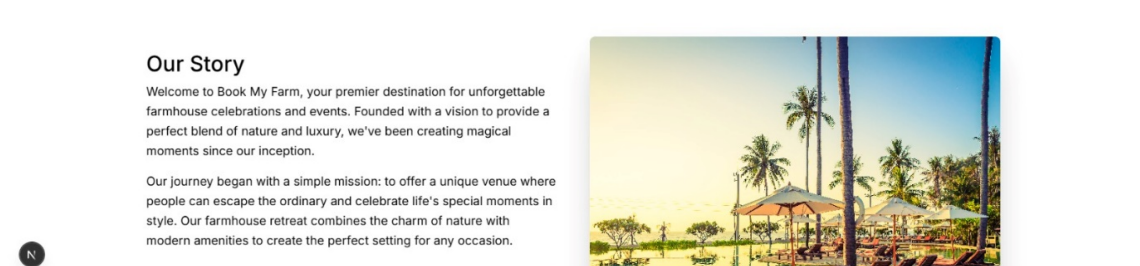 Our Story
Welcome to Book My Farm, your premier destination for unforgettable
farmhouse celebrations and events. Founded with a vision to provide a
perfect blend of nature and luxury, we've been creating magical
moments since our inception.
Our journey began with a simple mission: to offer a unique venue where
people can escape the ordinary and celebrate life's special moments in
style. Our farmhouse retreat combines the charm of nature with
modern amenities to create the perfect setting for any occasion.
N